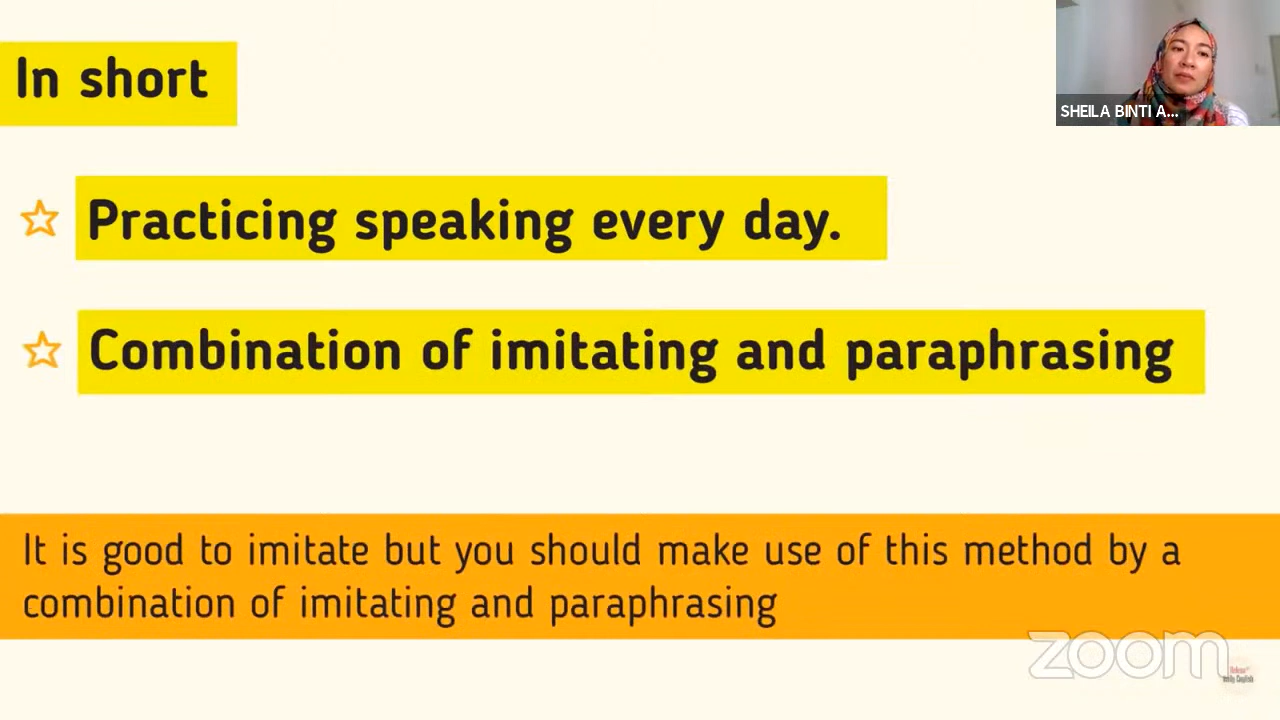 In short
SHEILA BINTI A...
Practicing speaking every day.
Combination of imitating and paraphrasing
It is good to imitate but you should make use of this method by a
combination of imitating and paraphrasing
zoom